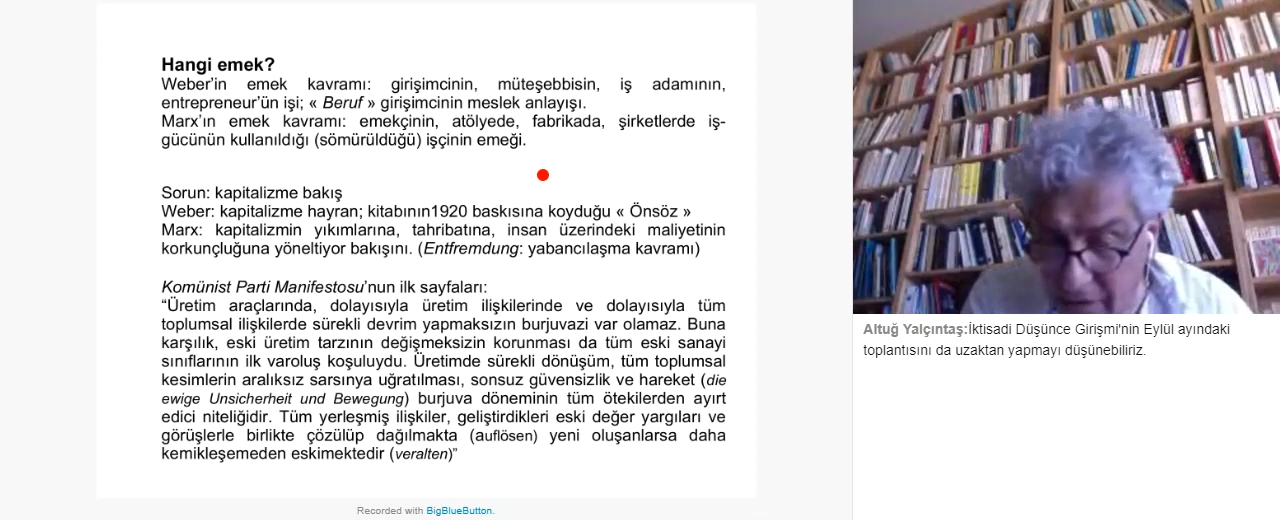 Hangi emek?
Weber’in emek kavramı: girişimcinin, müteşebbisin, iş adamının,
entrepreneur’ün işi; « Beruf » girişimcinin meslek anlayışı.
Marx’ın emek kavramı: emekçinin, atölyede, fabrikada, şirketlerde iş-
gücünün kullanıldığı (sömürüldüğü) işçinin emeği.
Sorun: kapitalizme bakış
Weber: kapitalizme hayran; kitabının1920 baskısına koyduğu « Önsöz »
Marx: kapitalizmin yıkımlarına, tahribatına, insan üzerindeki maliyetinin
korkunçluğuna yöneltiyor bakışını. (Entfremdung: yabancılaşma kavramı)
Komünist Parti Manifestosu’nun ilk sayfaları:
“Üretim araçlarında, dolayısıyla üretim ilişkilerinde ve dolayısıyla tüm
toplumsal ilişkilerde sürekli devrim yapmaksızın burjuvazi var olamaz. Buna
karşılık, eski üretim tarzının değişmeksizin korunması da tüm eski sanayi
sınıflarının ilk varoluş koşuluydu. Üretimde sürekli dönüşüm, tüm toplumsal
kesimlerin aralıksız sarsınya uğratılması, sonsuz güvensizlik ve hareket (die
ewige Unsicherheit und Bewegung) burjuva döneminin tüm ötekilerden ayırt
edici niteliğidir. Tüm yerleşmiş ilişkiler, geliştirdikleri eski değer yargıları ve
görüşlerle birlikte çözülüp dağılmakta (auflösen) yeni oluşanlarsa daha
kemikleşemeden eskimektedir (veralten)”
Recorded with BigBlueButton.
Altuğ Yalçıntaş:İktisadi Düşünce Girişmi'nin Eylül ayındaki
toplantısını da uzaktan yapmayı düşünebiliriz.